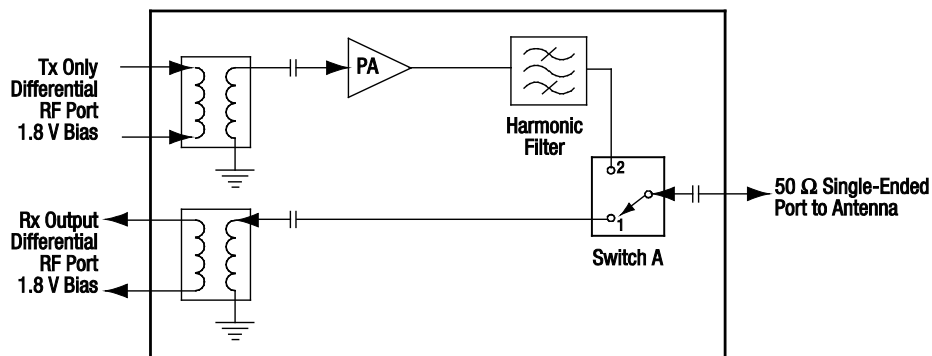 Tx Only
Differential
RF Port
1.8 V Bias
PA
Harmonic
Filter
2
1
Switch A
50 Ω Single-Ended
Port to Antenna
Rx Output
Differential
RF Port
1.8 V Bias